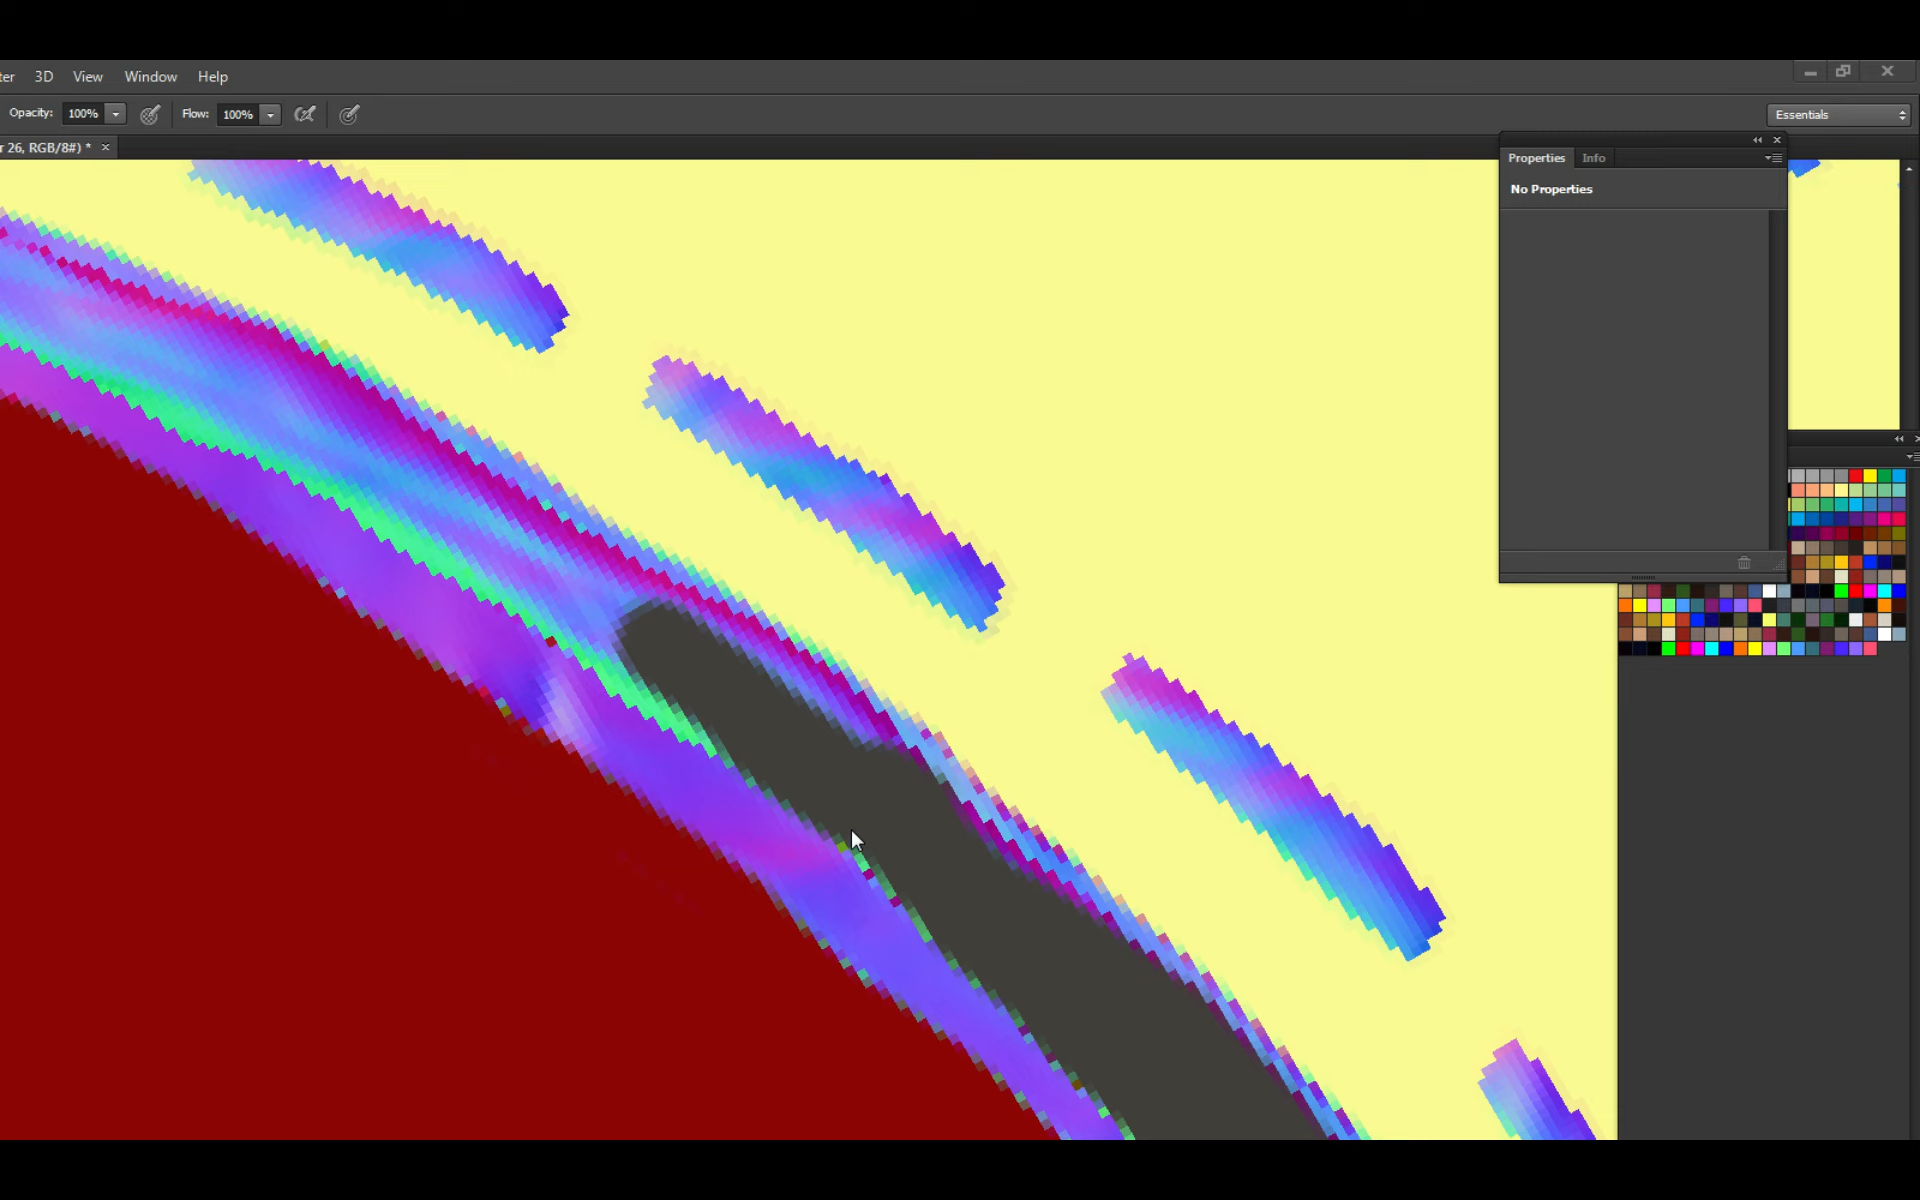 ter 3D View Window Help
Opacity: 100% Flow: 100% Essentials
r 26, RGB/8#) * ×
Properties Info
No Properties